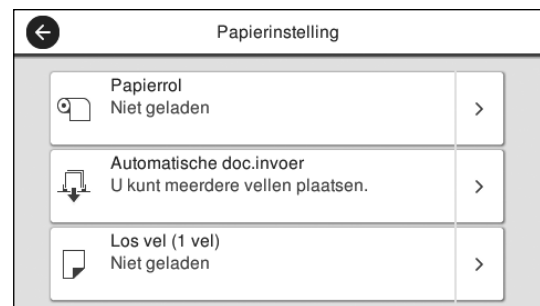 Papierinstelling
Papierrol
Niet geladen
Automatische doc.invoer
U kunt meerdere vellen plaatsen.
Los vel (1 vel)
Niet geladen